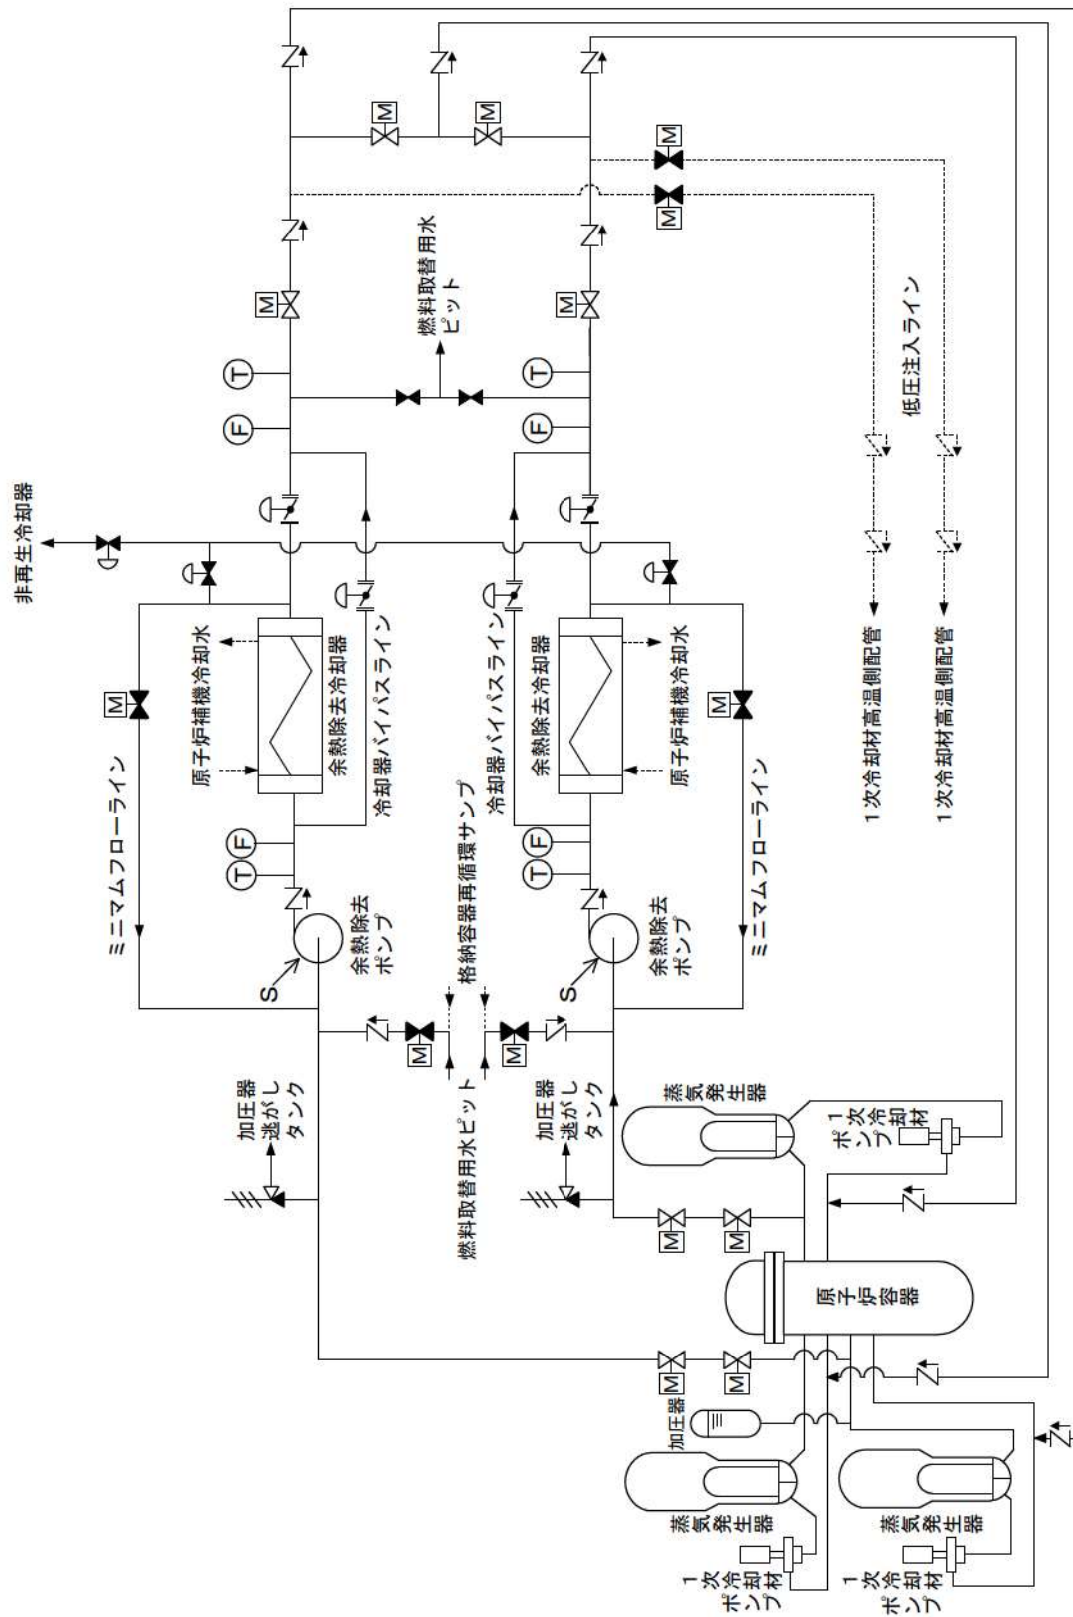 非再生冷却器
ミニマムフローライン
M
原子炉補機冷却水
余熱除去冷却器
冷却器バイパスライン
T
F
S
余熱除去
ポンプ
F
T
M
M
M
燃料取替用水
ピット
加圧器
逃がし
タンク
M
格納容器再循環サンプ
燃料取替用水ピット
M
加圧器
逃がし
タンク
冷却器バイパスライン
余熱除去冷却器
原子炉補機冷却水
T
F
S
余熱除去
ポンプ
M
ミニマムフローライン
F
T
M
M
M
低圧注入ライン
1次冷却材高温側配管
1次冷却材高温側配管
蒸気発生器
1次冷却材
ポンプ
M
M
原子炉容器
M
M
加圧器
蒸気発生器
1次冷却材
ポンプ
蒸気発生器
1次冷却材
ポンプ